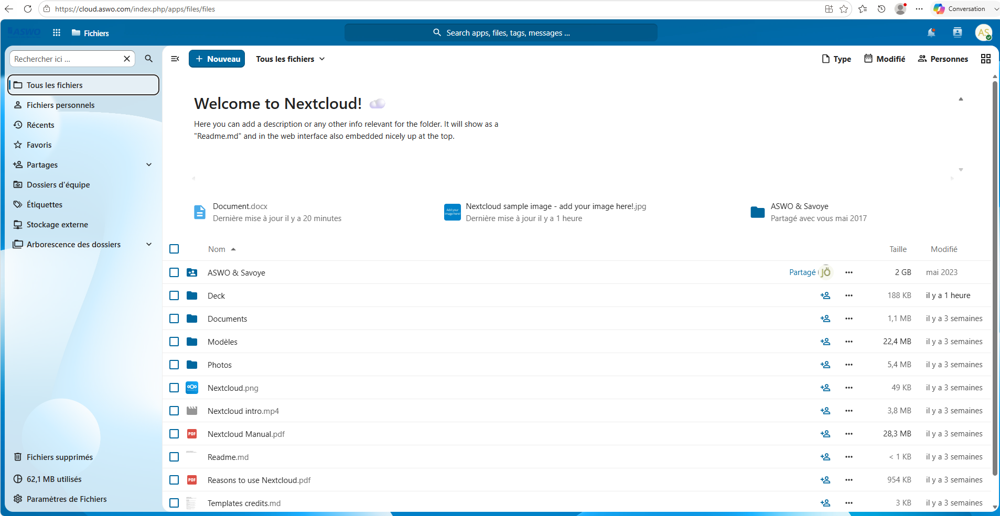 https://cloud.aswo.com/index.php/apps/files/files
Conversation
ASWO
Fichiers
Search apps, files, tags, messages ...
AS
Rechercher ici ...
Nouveau
Tous les fichiers
Type
Modifié
Personnes
Tous les fichiers
Fichiers personnels
Récents
Favoris
Partages
Dossiers d'équipe
Étiquettes
Stockage externe
Arborescence des dossiers
Fichiers supprimés
62,1 MB utilisés
Paramètres de Fichiers
Welcome to Nextcloud!
Here you can add a description or any other info relevant for the folder. It will show as a
"Readme.md" and in the web interface also embedded nicely up at the top.
Document.docx
Dernière mise à jour il y a 20 minutes
Add your
image here!
Nextcloud sample image - add your image here!.jpg
Dernière mise à jour il y a 1 heure
ASWO & Savoye
Partagé avec vous mai 2017
Nom Taille Modifié
ASWO & Savoye Partagé JÖ 2 GB mai 2023
Deck 188 KB il y a 1 heure
Documents 1,1 MB il y a 3 semaines
Modèles 22,4 MB il y a 3 semaines
Photos 5,4 MB il y a 3 semaines
Nextcloud.png 49 KB il y a 3 semaines
Nextcloud intro.mp4 3,8 MB il y a 3 semaines
PDF Nextcloud Manual.pdf 28,3 MB il y a 3 semaines
Readme.md < 1 KB il y a 3 semaines
PDF Reasons to use Nextcloud.pdf 954 KB il y a 3 semaines
Templates credits.md 3 KB il y a 3 semaines